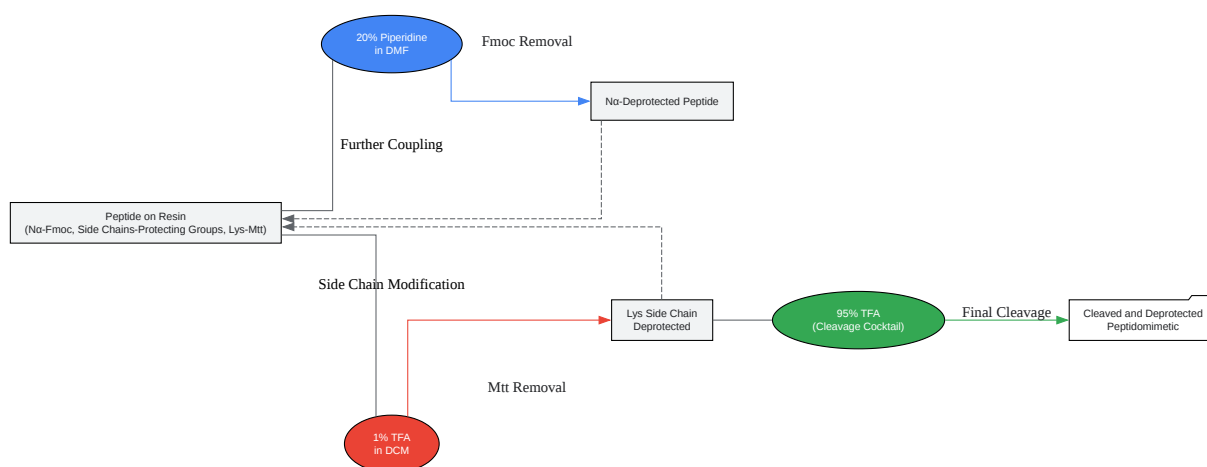 20% Piperidine
in DMF
Fmoc Removal
Nα-Deprotected Peptide
Further Coupling
Peptide on Resin
(Nα-Fmoc, Side Chains-Protecting Groups, Lys-Mtt)
Side Chain Modification
Lys Side Chain
Deprotected
95% TFA
(Cleavage Cocktail)
Final Cleavage
Cleaved and Deprotected
Peptidomimetic
Mtt Removal
1% TFA
in DCM